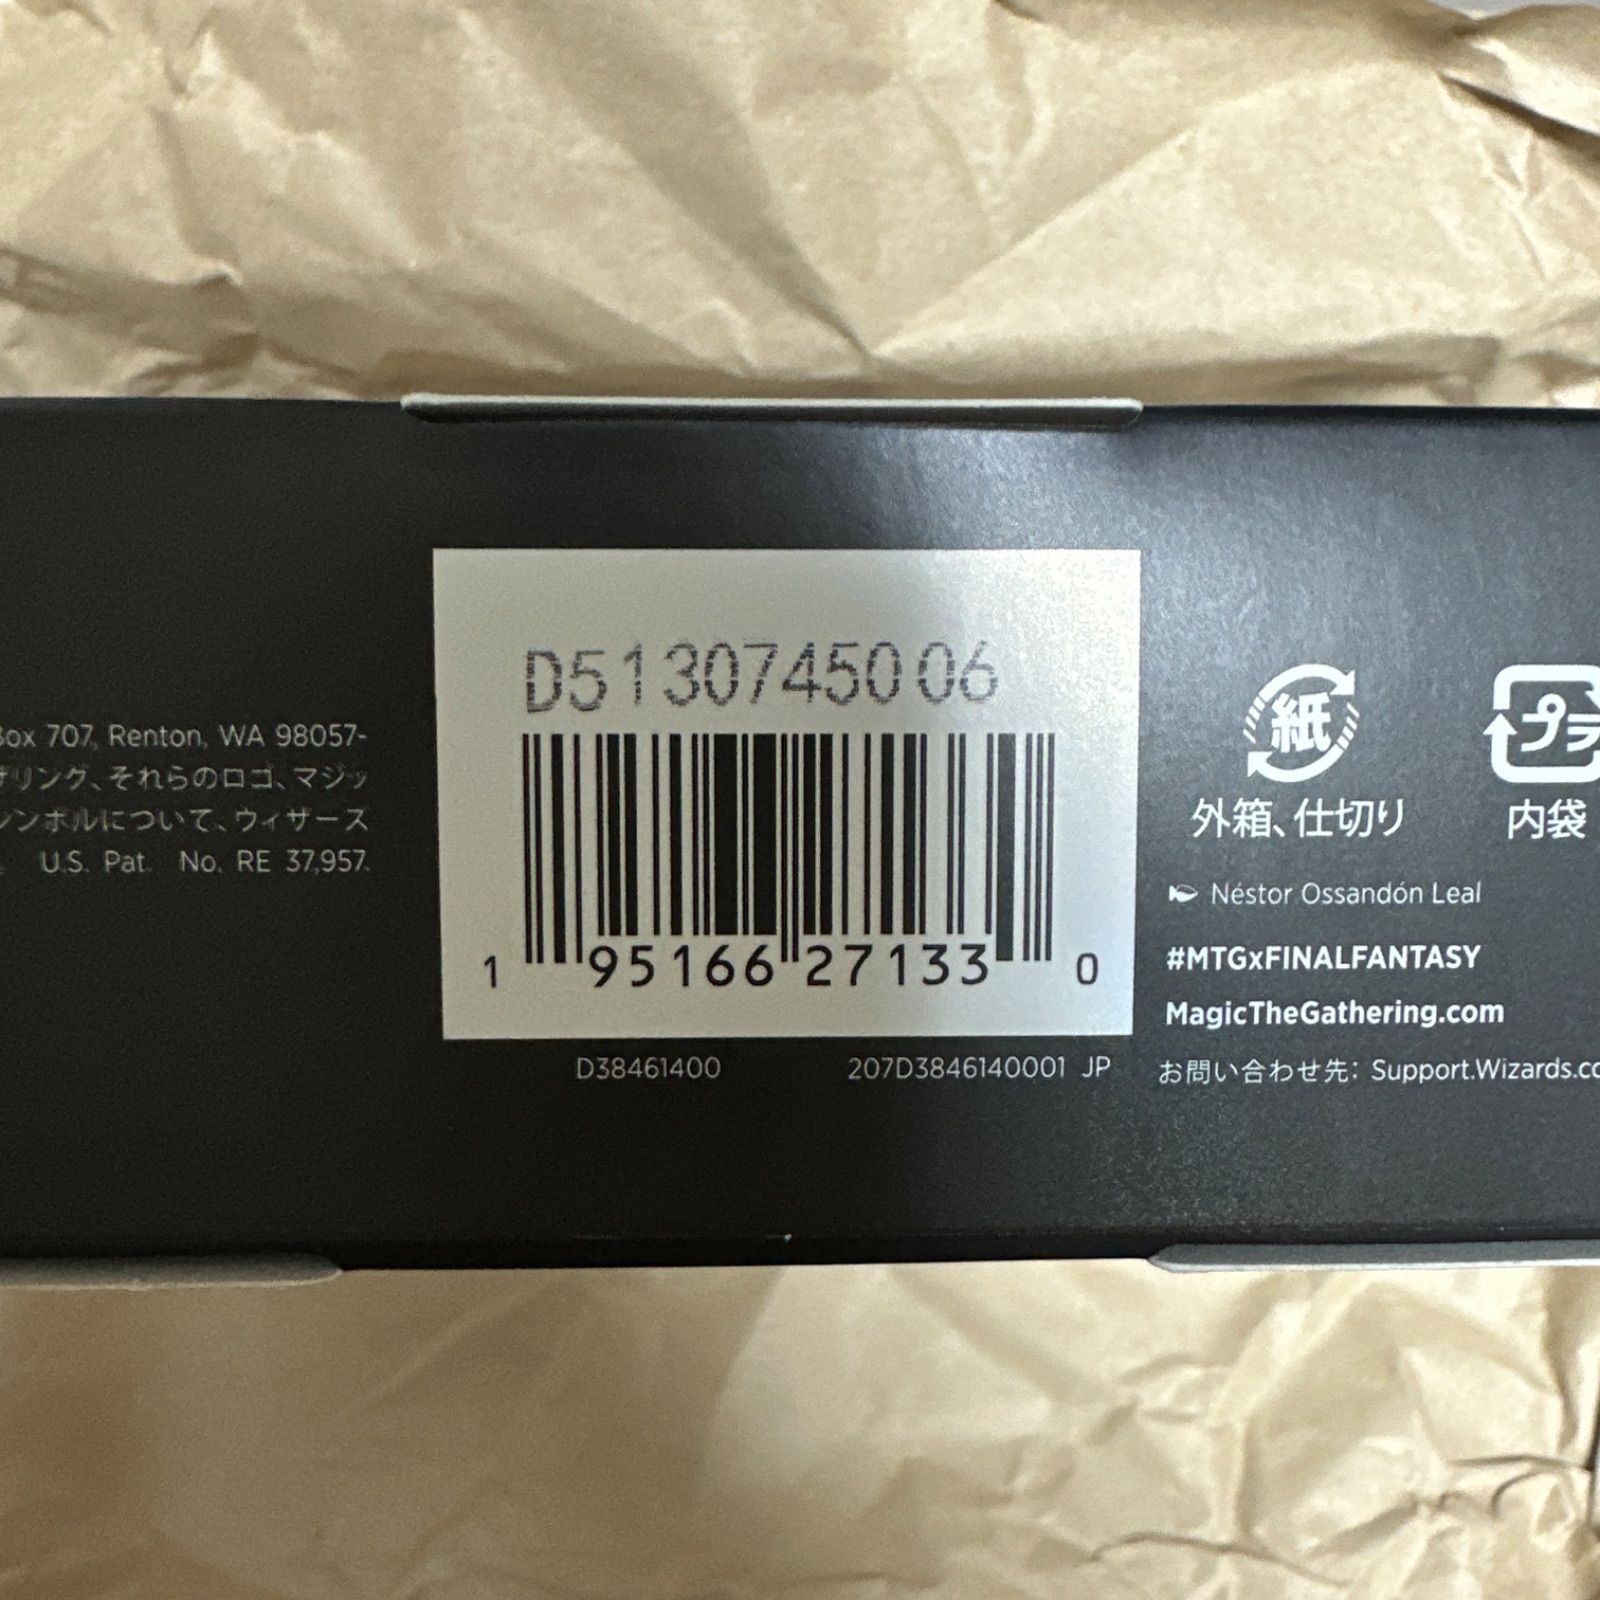 Box 707, Renton, WA 98057-
ザリング、それらのロゴ、マジッ
シンボルについて、ウィザース
U.S. Pat. No. RE 37,957.
D5130745006
1 95166 27133 0
D38461400 207D3846140001 JP
紙 プラ
外箱、仕切り 内袋
Néstor Ossandón Leal
#MTGxFINALFANTASY
MagicTheGathering.com
お問い合わせ先: Support.Wizards.co